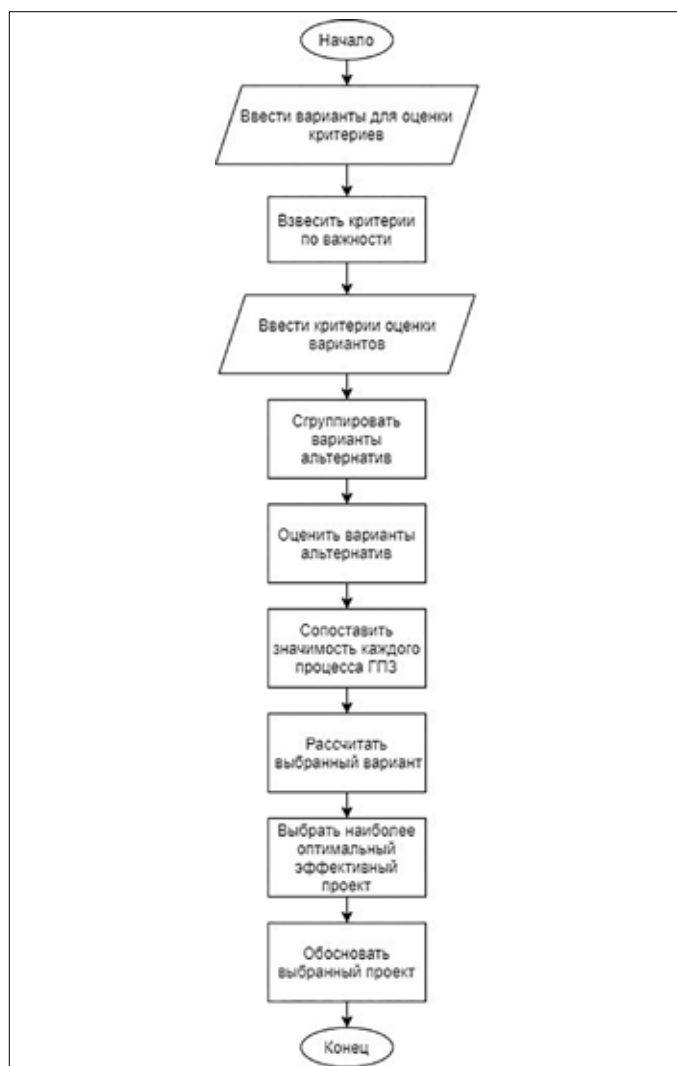 Начало
Ввести варианты для оценки
критериев
Взвесить критерии
по важности
Ввести критерии оценки
вариантов
Сгруппировать
варианты
альтернатив
Оценить варианты
альтернатив
Сопоставить
значимость каждого
процесса ГПЗ
Рассчитать
выбранный вариант
Выбрать наиболее
оптимальный
эффективный
проект
Обосновать
выбранный проект
Конец